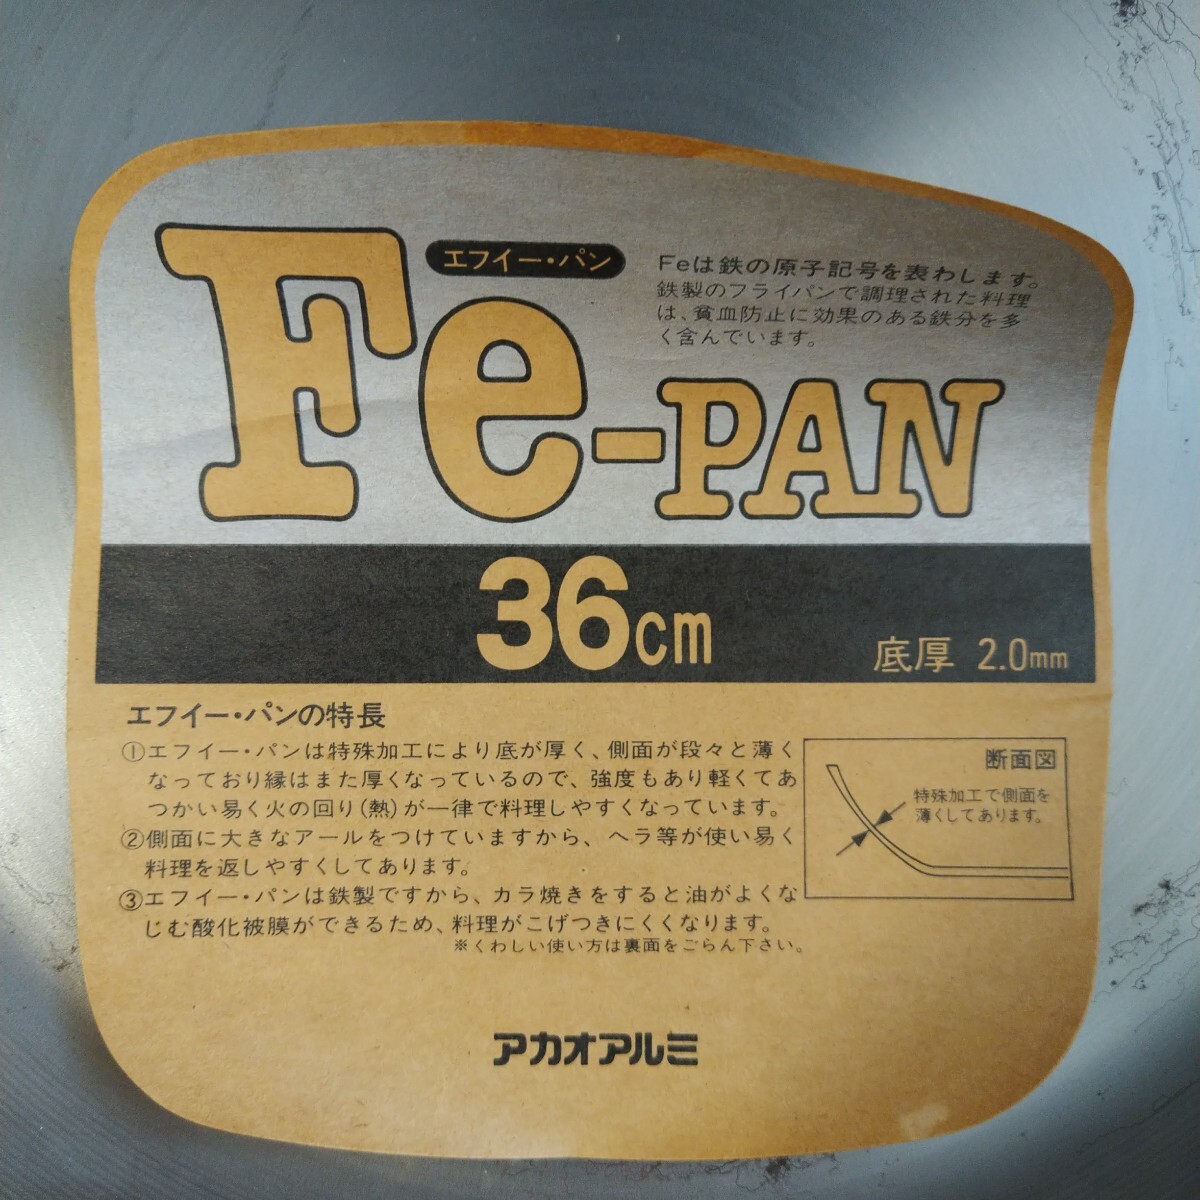 Fe-PAN
エフイー・パン
Feは鉄の原子記号を表わします。
鉄製のフライパンで調理された料理
は、貧血防止に効果のある鉄分を多
く含んでいます。
36cm
底厚 2.0mm
エフイー・パンの特長
①エフイー・パンは特殊加工により底が厚く、側面が段々と薄く
なっており縁はまた厚くなっているので、強度もあり軽くてあ
つかい易く火の回り(熱)が一律で料理しやすくなっています。
②側面に大きなアールをつけていますから、ヘラ等が使い易く
料理を返しやすくしてあります。
③エフイー・パンは鉄製ですから、カラ焼きをすると油がよくな
じむ酸化被膜ができるため、料理がこげつきにくくなります。
※くわしい使い方は裏面をごらん下さい。
断面図
特殊加工で側面を
薄くしてあります。
アカオアルミ